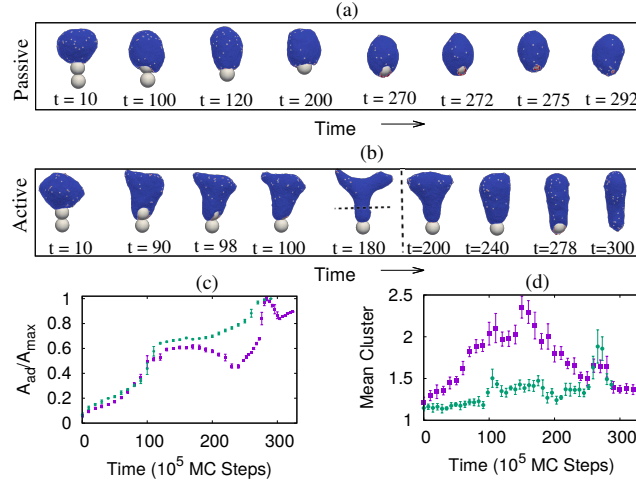 (a)
Passive
t = 10 t = 100 t = 120 t = 200 t = 270 t = 272 t = 275 t = 292
Time
(b)
Active
t = 10 t = 90 t = 98 t = 100 t = 180 t=200 t=240 t=278 t=300
Time
(c)
A_ad/A_max
1
0.8
0.6
0.4
0.2
0
0 100 200 300
Time (10^5 MC Steps)
(d)
Mean Cluster
2.5
2
1.5
1
0 100 200 300
Time (10^5 MC Steps)